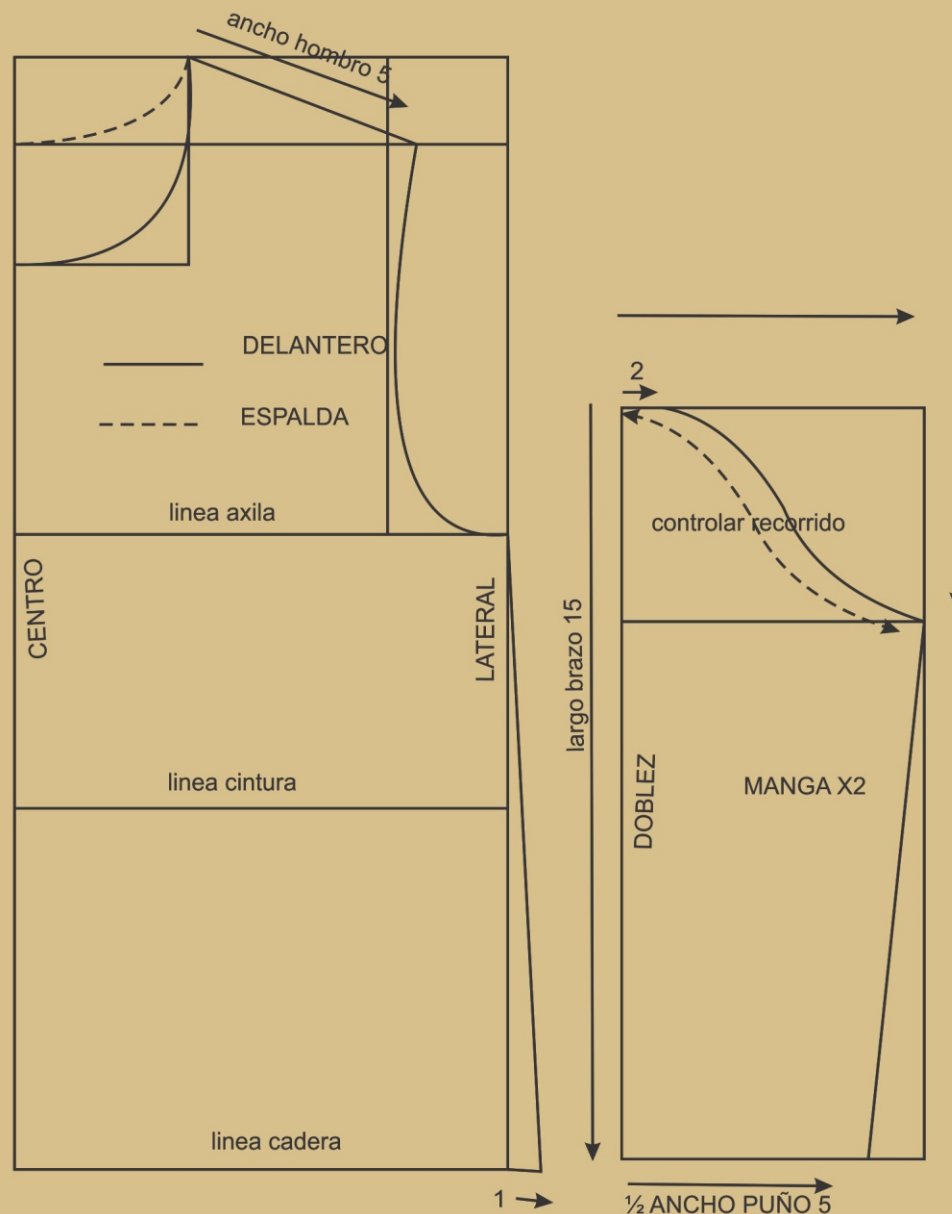 ancho hombro 5
DELANTERO
ESPALDA
linea axila
CENTRO
LATERAL
linea cintura
linea cadera
1
2
controlar recorrido
largo brazo 15
DOBLEZ
MANGA X2
½ ANCHO PUÑO 5